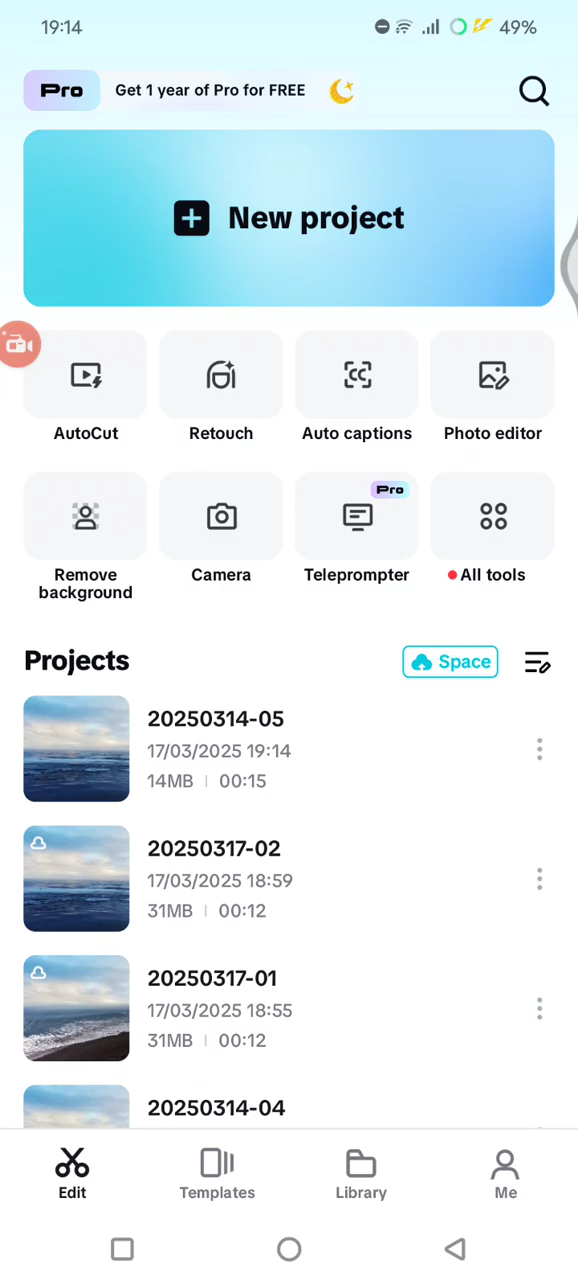 19:14
49%
Pro
Get 1 year of Pro for FREE
New project
AutoCut
Retouch
Auto captions
Photo editor
Remove
background
Camera
Pro
Teleprompter
All tools
Projects
Space
20250314-05
17/03/2025 19:14
14MB | 00:15
20250317-02
17/03/2025 18:59
31MB | 00:12
20250317-01
17/03/2025 18:55
31MB | 00:12
20250314-04
Edit
Templates
Library
Me